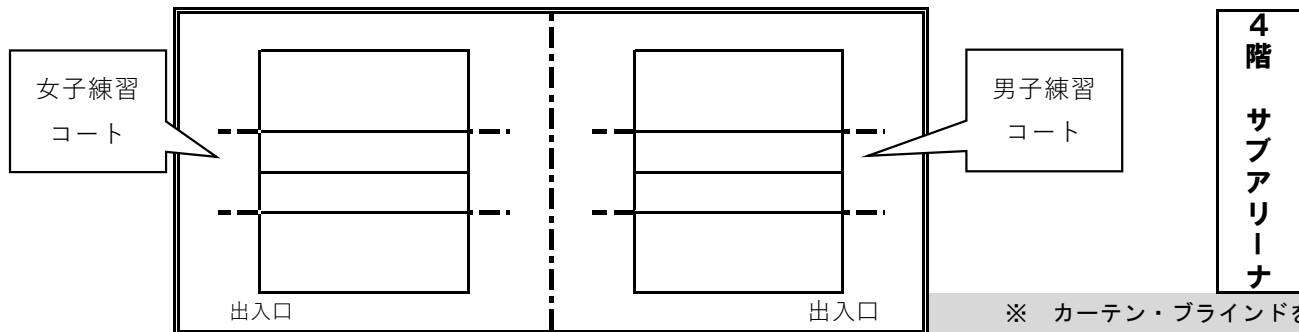 女子練習
コート
男子練習
コート
4階 サブアリーナ
出入口
出入口
※ カーテン・ブラインドを